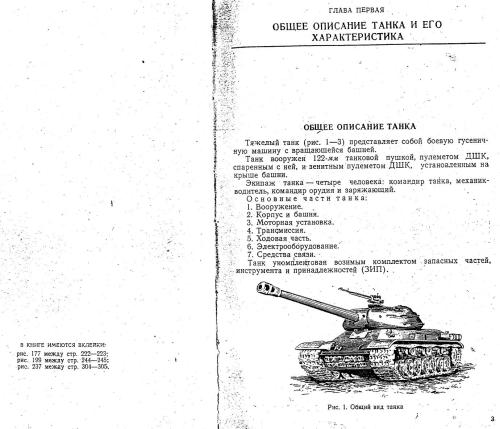 В КНИГЕ ИМЕЮТСЯ ВКЛЕЙКИ:
рис. 177 между стр. 222—223;
рис. 199 между стр. 244—245;
рис. 237 между стр. 304—305.
ГЛАВА ПЕРВАЯ
ОБЩЕЕ ОПИСАНИЕ ТАНКА И ЕГО
ХАРАКТЕРИСТИКА
ОБЩЕЕ ОПИСАНИЕ ТАНКА
Тяжелый танк (рис. 1—3) представляет собой боевую гусенич-
ную машину с вращающейся башней.
Танк вооружен 122-мм танковой пушкой, пулеметом ДШК,
спаренным с ней, и зенитным пулеметом ДШК, установленным на
крыше башни.
Экипаж танка — четыре человека: командир танка, механик-
водитель, командир орудия и заряжающий.
Основные части танка:
1. Вооружение.
2. Корпус и башня.
3. Моторная установка.
4. Трансмиссия.
5. Ходовая часть.
6. Электрооборудование.
7. Средства связи.
Танк укомплектован возимым комплектом запасных частей,
инструмента и принадлежностей (ЗИП).
Рис. 1. Общий вид танка
3